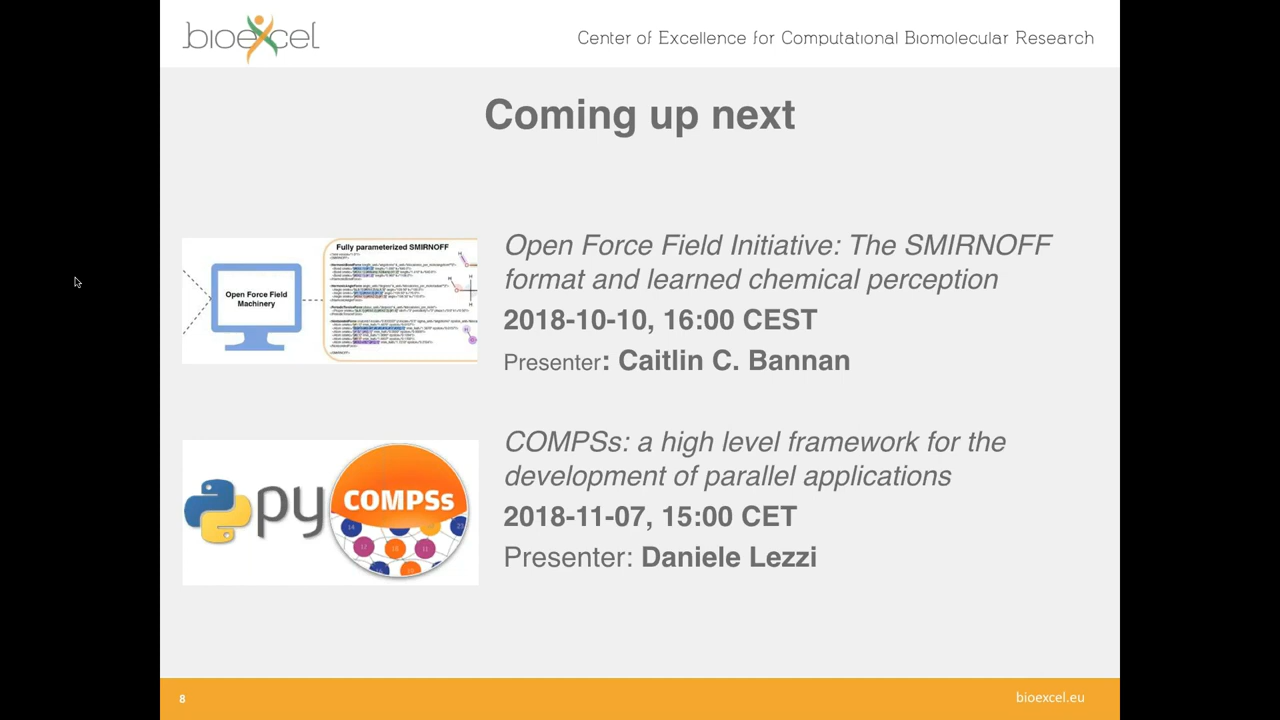 bioexcel
Center of Excellence for Computational Biomolecular Research
Coming up next
Fully parameterized SMIRNOFF
Open Force Field
Machinery
Open Force Field Initiative: The SMIRNOFF
format and learned chemical perception
2018-10-10, 16:00 CEST
Presenter: Caitlin C. Bannan
py
COMPSs
COMPSs: a high level framework for the
development of parallel applications
2018-11-07, 15:00 CET
Presenter: Daniele Lezzi
8
bioexcel.eu